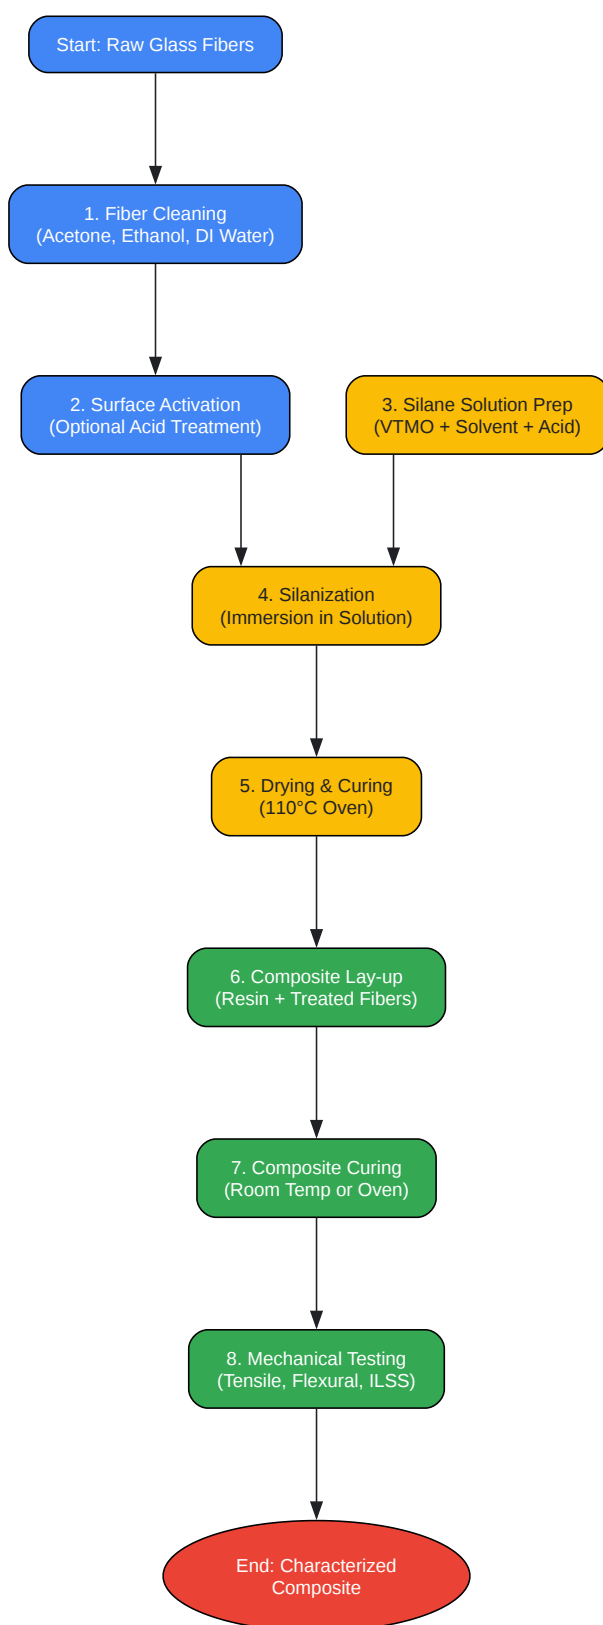 Start: Raw Glass Fibers
1. Fiber Cleaning
(Acetone, Ethanol, DI Water)
2. Surface Activation
(Optional Acid Treatment)
3. Silane Solution Prep
(VTMO + Solvent + Acid)
4. Silanization
(Immersion in Solution)
5. Drying & Curing
(110°C Oven)
6. Composite Lay-up
(Resin + Treated Fibers)
7. Composite Curing
(Room Temp or Oven)
8. Mechanical Testing
(Tensile, Flexural, ILSS)
End: Characterized
Composite